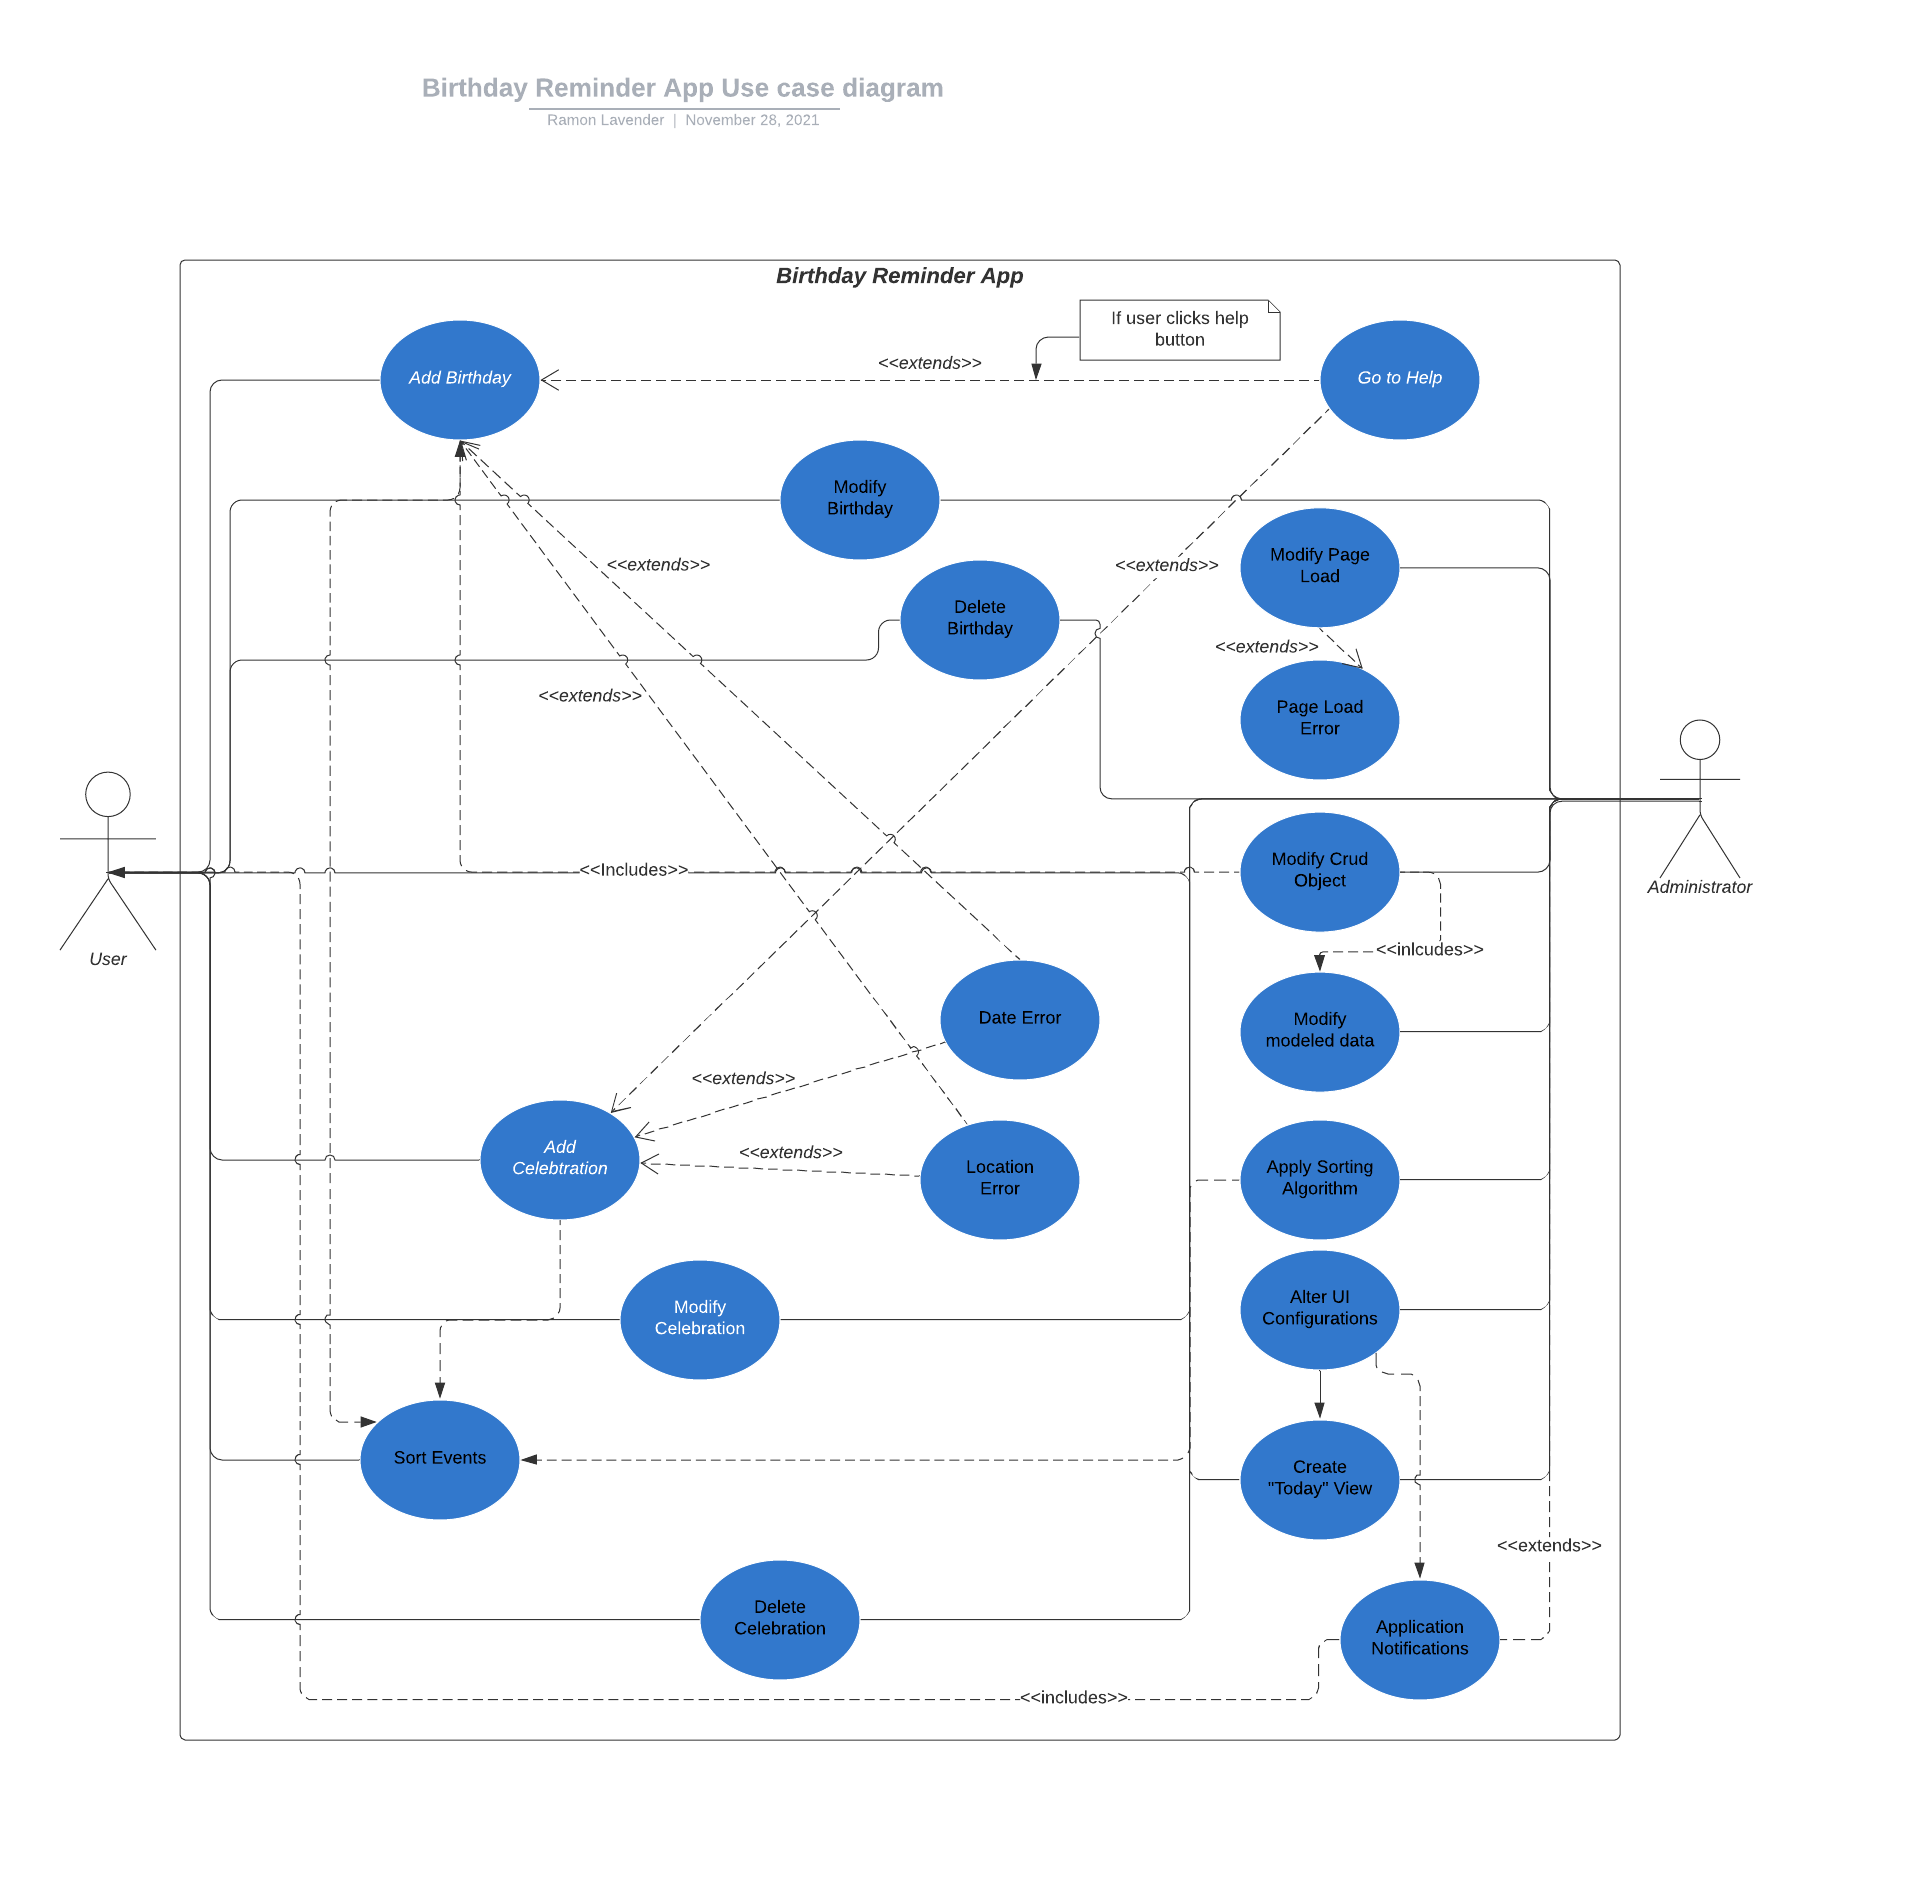 Birthday Reminder App Use case diagram
Ramon Lavender | November 28, 2021
Birthday Reminder App
If user clicks help
button
<<extends>>
Add Birthday
Go to Help
Modify
Birthday
<<extends>>
<<extends>>
Modify Page
Load
Delete
Birthday
<<extends>>
<<extends>>
Page Load
Error
<<Includes>>
Modify Crud
Object
Administrator
User
<<inlcudes>>
Date Error
Modify
modeled data
<<extends>>
Add
Celebtration
<<extends>>
Location
Error
Apply Sorting
Algorithm
Modify
Celebration
Alter UI
Configurations
Sort Events
Create
"Today" View
<<extends>>
Delete
Celebration
Application
Notifications
<<includes>>